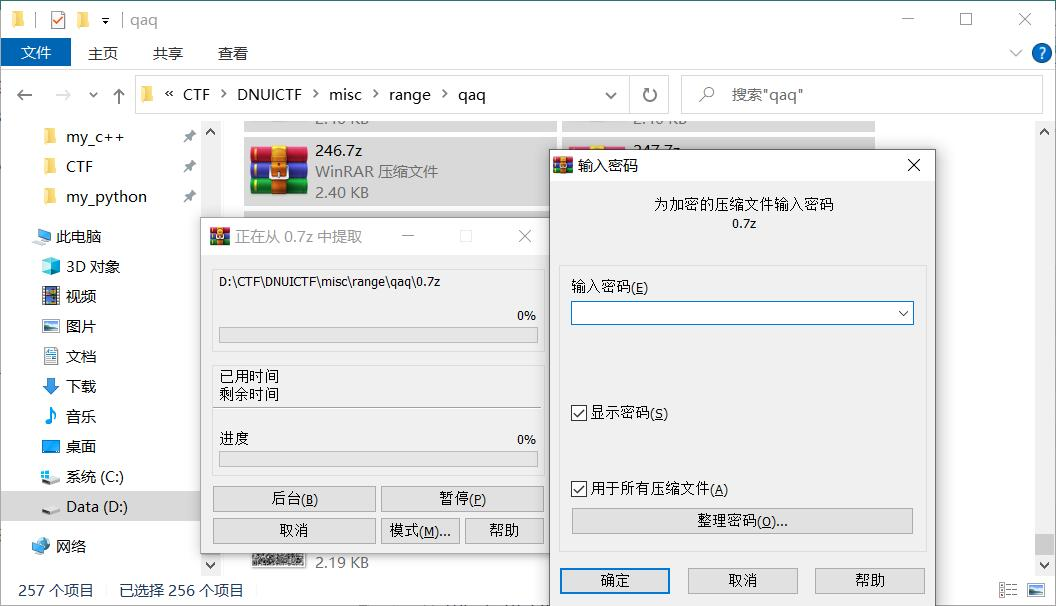 qaq
文件 主页 共享 查看
« CTF > DNUICTF > misc > range > qaq
搜索"qaq"
my_c++
CTF
my_python
此电脑
3D 对象
视频
图片
文档
下载
音乐
桌面
系统 (C:)
Data (D:)
网络
2.40 KB
2.40 KB
246.7z
WinRAR 压缩文件
2.40 KB
247.7z
2.19 KB
正在从 0.7z 中提取
D:\CTF\DNUICTF\misc\range\qaq\0.7z
0%
已用时间
剩余时间
进度 0%
后台(B) 暂停(P)
取消 模式(M)... 帮助
输入密码
为加密的压缩文件输入密码
0.7z
输入密码(E)
显示密码(S)
用于所有压缩文件(A)
整理密码(O)...
确定 取消 帮助
257 个项目 已选择 256 个项目